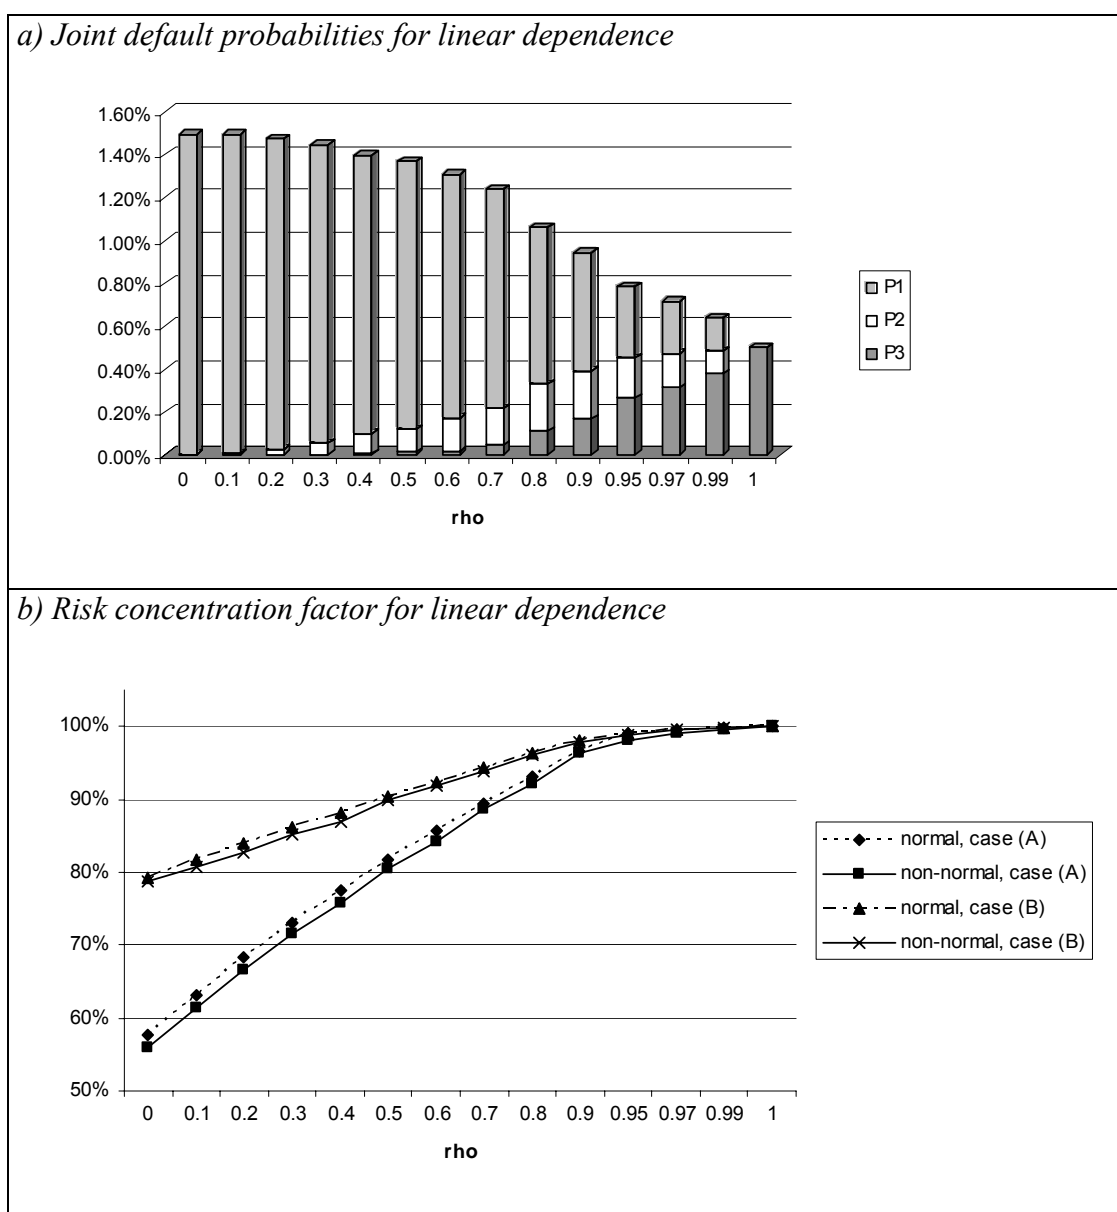 a) Joint default probabilities for linear dependence
1.60%
1.40%
1.20%
1.00%
0.80%
0.60%
0.40%
0.20%
0.00%
0 0.1 0.2 0.3 0.4 0.5 0.6 0.7 0.8 0.9 0.95 0.97 0.99 1
rho
P1
P2
P3
b) Risk concentration factor for linear dependence
100%
90%
80%
70%
60%
50%
0 0.1 0.2 0.3 0.4 0.5 0.6 0.7 0.8 0.9 0.95 0.97 0.99 1
rho
normal, case (A)
non-normal, case (A)
normal, case (B)
non-normal, case (B)